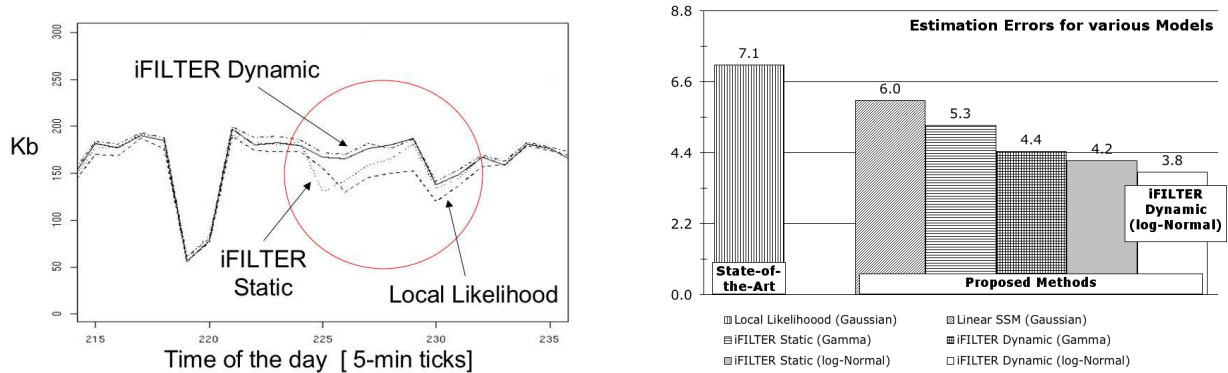 300
250
200
150
100
50
0
Kb
iFILTER Dynamic
iFILTER
Static
Local Likelihood
215
220
225
230
235
Time of the day [ 5-min ticks]
Estimation Errors for various Models
8.8
6.6
4.4
2.2
0.0
7.1
6.0
5.3
4.4
4.2
3.8
iFILTER
Dynamic
(log-Normal)
State-of-
the-Art
Proposed Methods
Local Likelihoood (Gaussian)
Linear SSM (Gaussian)
iFILTER Static (Gamma)
iFILTER Dynamic (Gamma)
iFILTER Static (log-Normal)
iFILTER Dynamic (log-Normal)